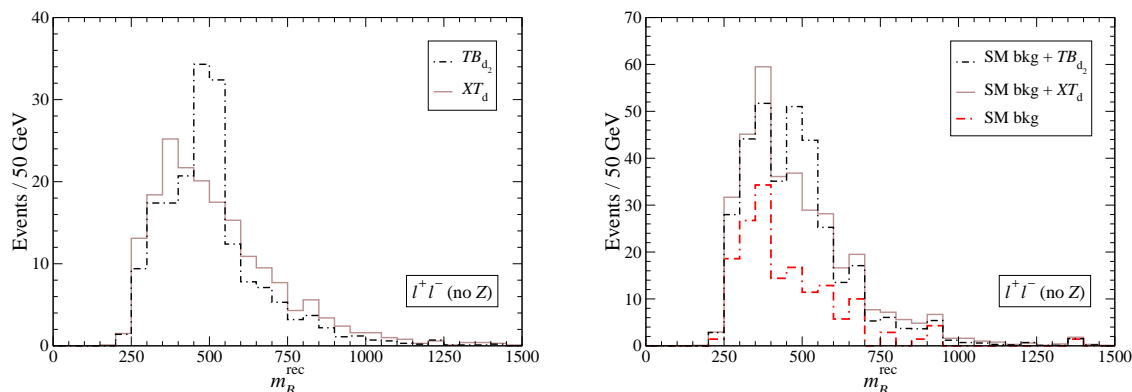 40
30
20
10
0
Events / 50 GeV
TB_{d_2}
XT_d
l^+ l^- (no Z)
0 250 500 750 1000 1250 1500
m_B^{rec}
70
60
50
40
30
20
10
0
Events / 50 GeV
SM bkg + TB_{d_2}
SM bkg + XT_d
SM bkg
l^+ l^- (no Z)
0 250 500 750 1000 1250 1500
m_B^{rec}